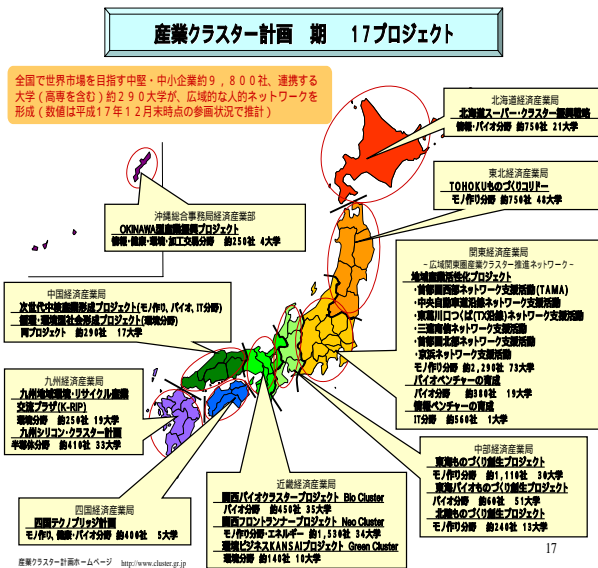 産業クラスター計画　期　17プロジェクト
全国で世界市場を目指す中堅・中小企業約９，８００社、連携する
大学（高専を含む）約２９０大学が、広域的な人的ネットワークを
形成（数値は平成１７年１２月末時点の参画状況で推計）
北海道経済産業局
北海道スーパー・クラスター振興戦略
情報・バイオ分野 約750社 21大学
東北経済産業局
TOHOKUものづくりコリドー
モノ作り分野 約750社 48大学
沖縄総合事務局経済産業部
OKINAWA型産業振興プロジェクト
情報・健康・環境・加工交易分野 約250社 4大学
関東経済産業局
－広域関東圏産業クラスター推進ネットワーク－
地域産業活性化プロジェクト
・首都圏西部ネットワーク支援活動(TAMA)
・中央自動車道沿線ネットワーク支援活動
・東葛川口つくば(TX沿線)ネットワーク支援活動
・三遠南信ネットワーク支援活動
・首都圏北部ネットワーク支援活動
・京浜ネットワーク支援活動
モノ作り分野 約2,290社 73大学
バイオベンチャーの育成
バイオ分野 約380社 19大学
情報ベンチャーの育成
IT分野 約560社 1大学
中国経済産業局
次世代中核産業形成プロジェクト(モノ作り、バイオ、IT分野)
循環・環境型社会形成プロジェクト(環境分野)
両プロジェクト 約290社 17大学
九州経済産業局
九州地域環境・リサイクル産業
交流プラザ(K-RIP)
環境分野 約250社 19大学
九州シリコン・クラスター計画
半導体分野 約410社 33大学
中部経済産業局
東海ものづくり創生プロジェクト
モノ作り分野 約1,110社 30大学
東海バイオものづくり創生プロジェクト
バイオ分野 約60社 51大学
北陸ものづくり創生プロジェクト
モノ作り分野 約240社 13大学
近畿経済産業局
関西バイオクラスタープロジェクト Bio Cluster
バイオ分野 約450社 35大学
関西フロントランナープロジェクト Neo Cluster
モノ作り分野・エネルギー 約1,530社 34大学
環境ビジネスKANSAIプロジェクト Green Cluster
環境分野 約140社 10大学
四国経済産業局
四国テクノブリッジ計画
モノ作り、健康・バイオ分野 約400社 5大学
17
産業クラスター計画ホームページ http://www.cluster.gr.jp